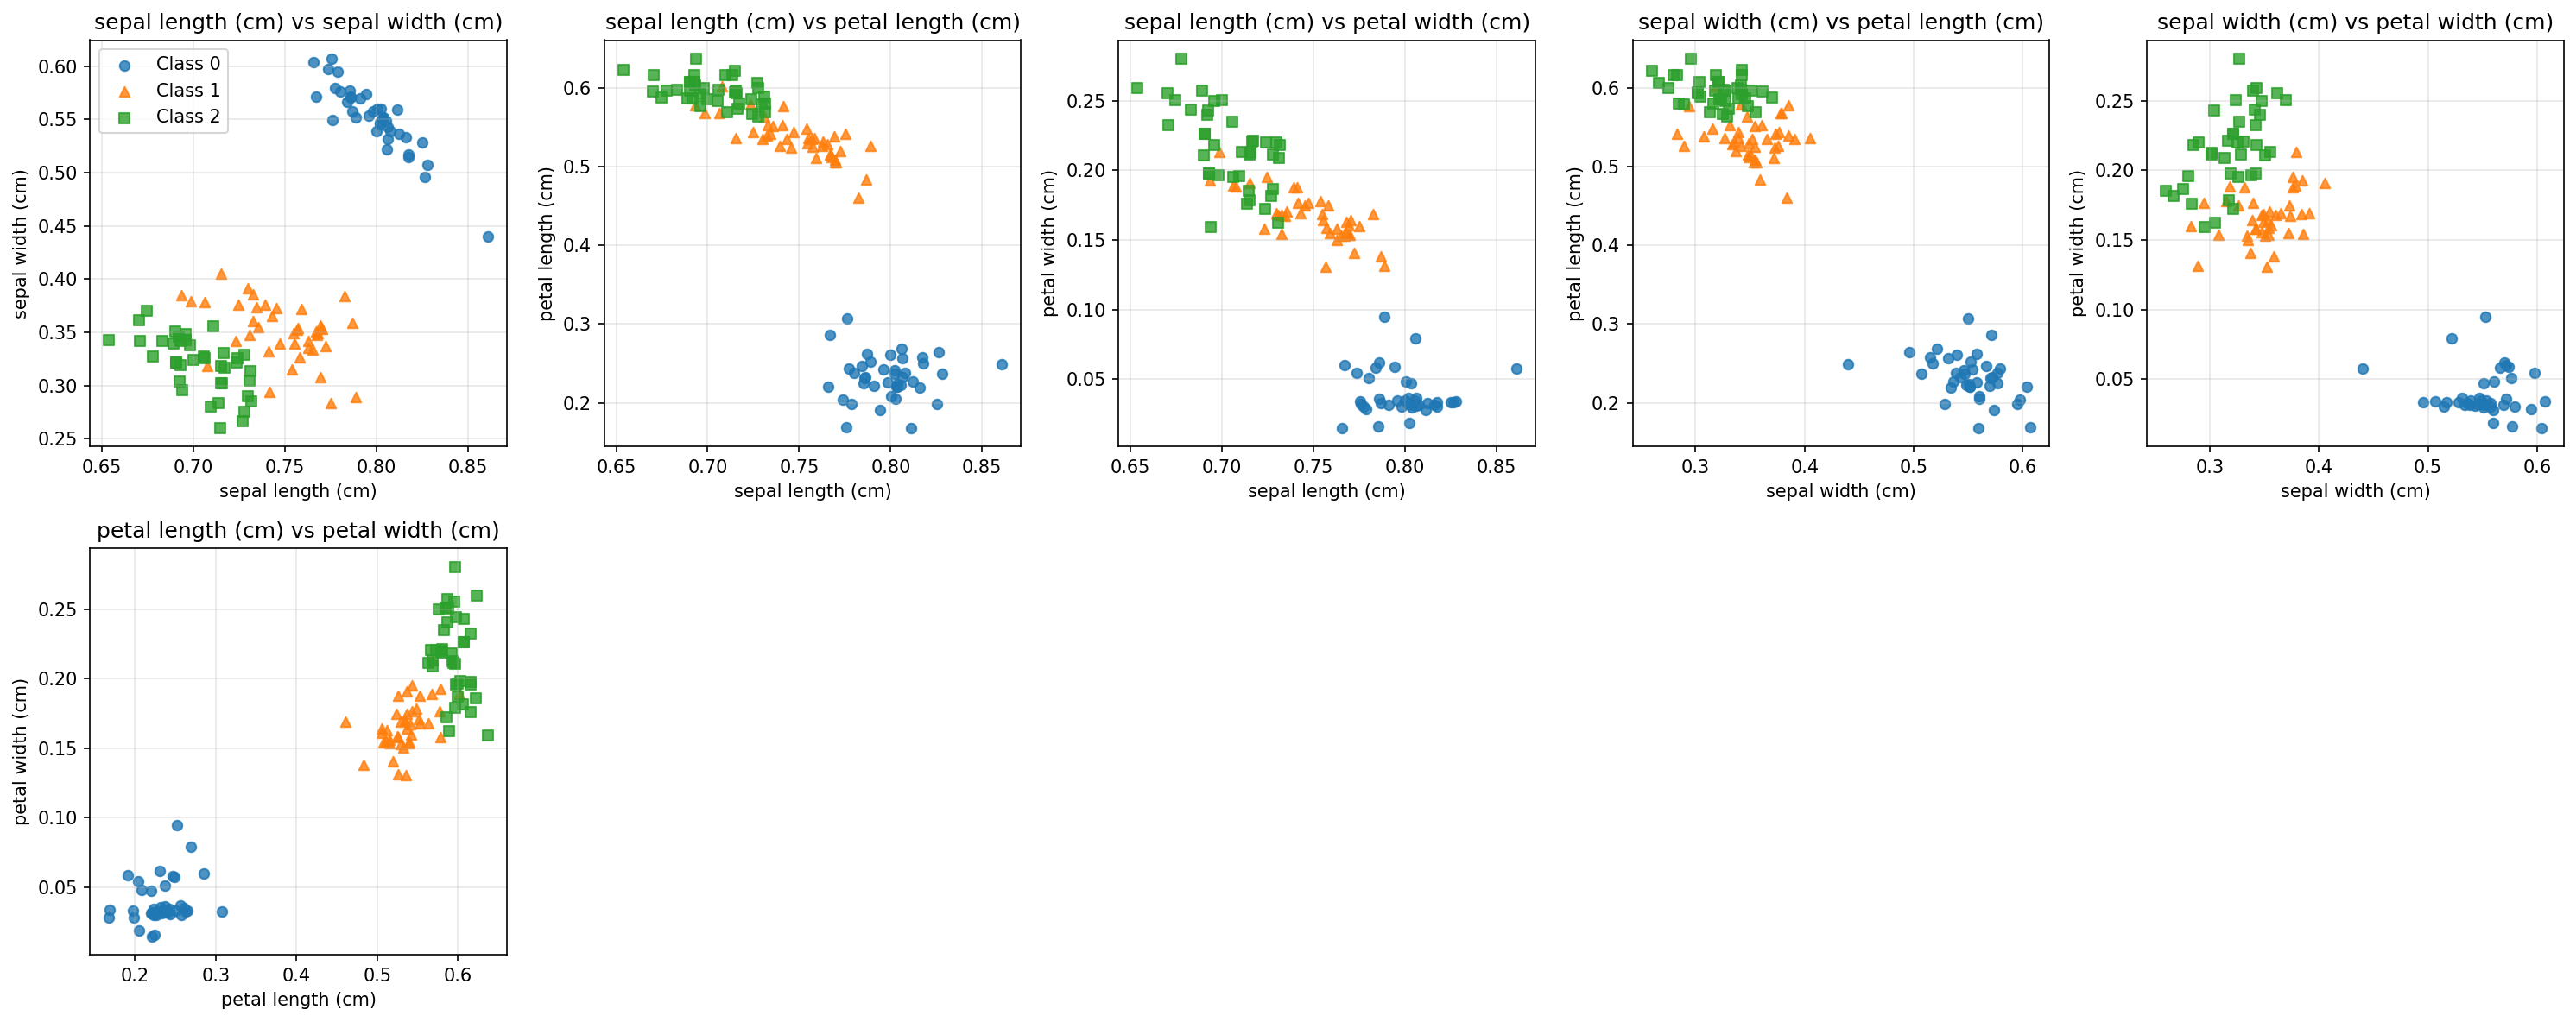 sepal length (cm) vs sepal width (cm)
0.60
0.55
0.50
0.45
0.40
0.35
0.30
0.25
sepal width (cm)
Class 0
Class 1
Class 2
0.65 0.70 0.75 0.80 0.85
sepal length (cm)
sepal length (cm) vs petal length (cm)
0.6
0.5
0.4
0.3
0.2
petal length (cm)
0.65 0.70 0.75 0.80 0.85
sepal length (cm)
sepal length (cm) vs petal width (cm)
0.25
0.20
0.15
0.10
0.05
petal width (cm)
0.65 0.70 0.75 0.80 0.85
sepal length (cm)
sepal width (cm) vs petal length (cm)
0.6
0.5
0.4
0.3
0.2
petal length (cm)
0.3 0.4 0.5 0.6
sepal width (cm)
sepal width (cm) vs petal width (cm)
0.25
0.20
0.15
0.10
0.05
petal width (cm)
0.3 0.4 0.5 0.6
sepal width (cm)
petal length (cm) vs petal width (cm)
0.25
0.20
0.15
0.10
0.05
petal width (cm)
0.2 0.3 0.4 0.5 0.6
petal length (cm)